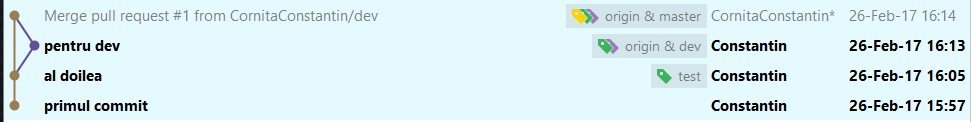 Merge pull request #1 from CornitaConstantin/dev origin & master CornitaConstantin* 26-Feb-17 16:14
pentru dev origin & dev Constantin 26-Feb-17 16:13
al doilea test Constantin 26-Feb-17 16:05
primul commit Constantin 26-Feb-17 15:57